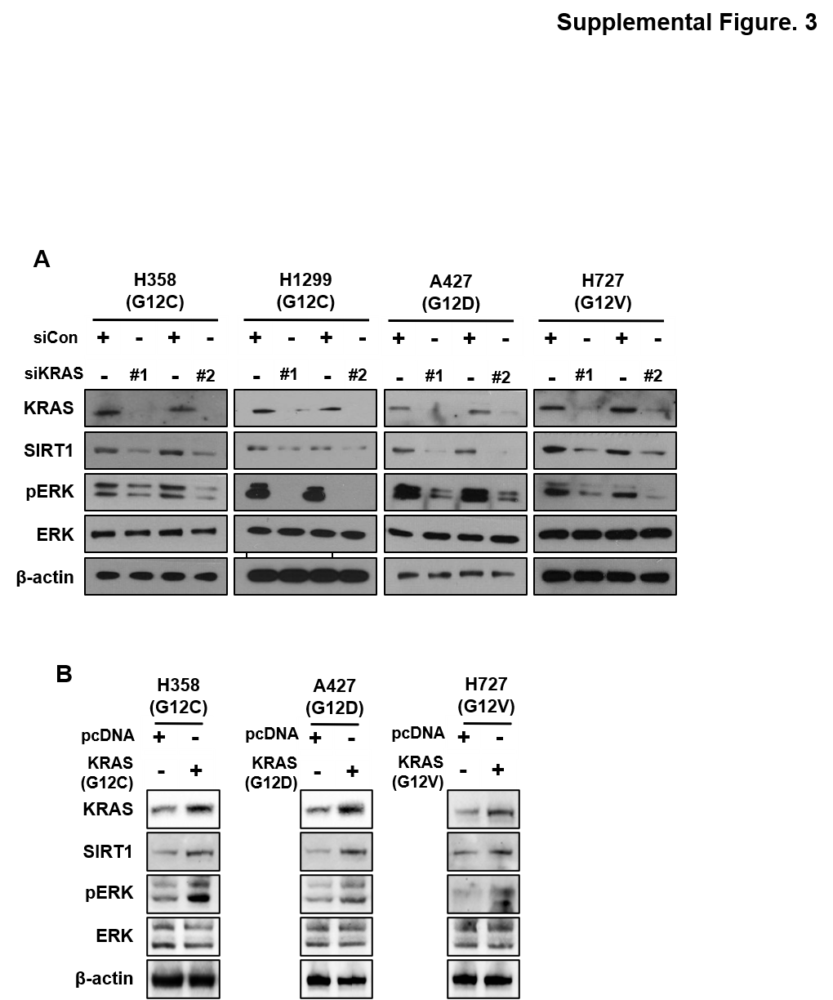 Supplemental Figure. 3
A
H358 H1299 A427 H727
(G12C) (G12C) (G12D) (G12V)
siCon + - + - + - + - + - + - + - + -
siKRAS - #1 - #2 - #1 - #2 - #1 - #2 - #1 - #2
KRAS
SIRT1
pERK
ERK
β-actin
B
H358 A427 H727
(G12C) (G12D) (G12V)
pcDNA + - pcDNA + - pcDNA + -
KRAS - + KRAS - + KRAS - +
(G12C) (G12D) (G12V)
KRAS
SIRT1
pERK
ERK
β-actin